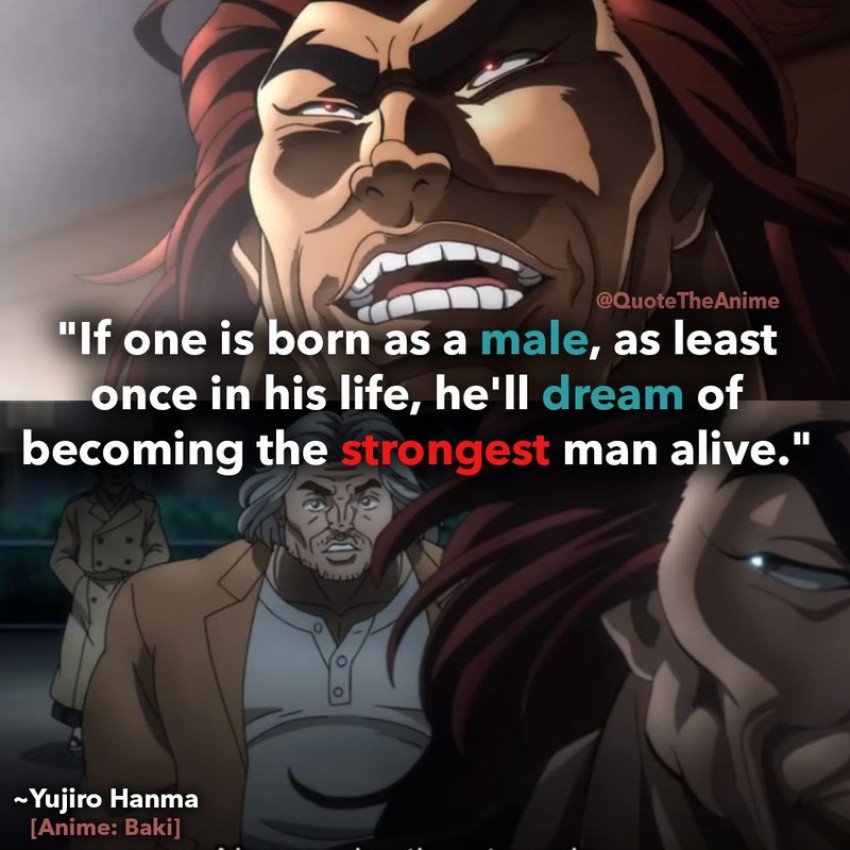 @QuoteTheAnime
"If one is born as a male, as least
once in his life, he'll dream of
becoming the strongest man alive."
~Yujiro Hanma
[Anime: Baki]